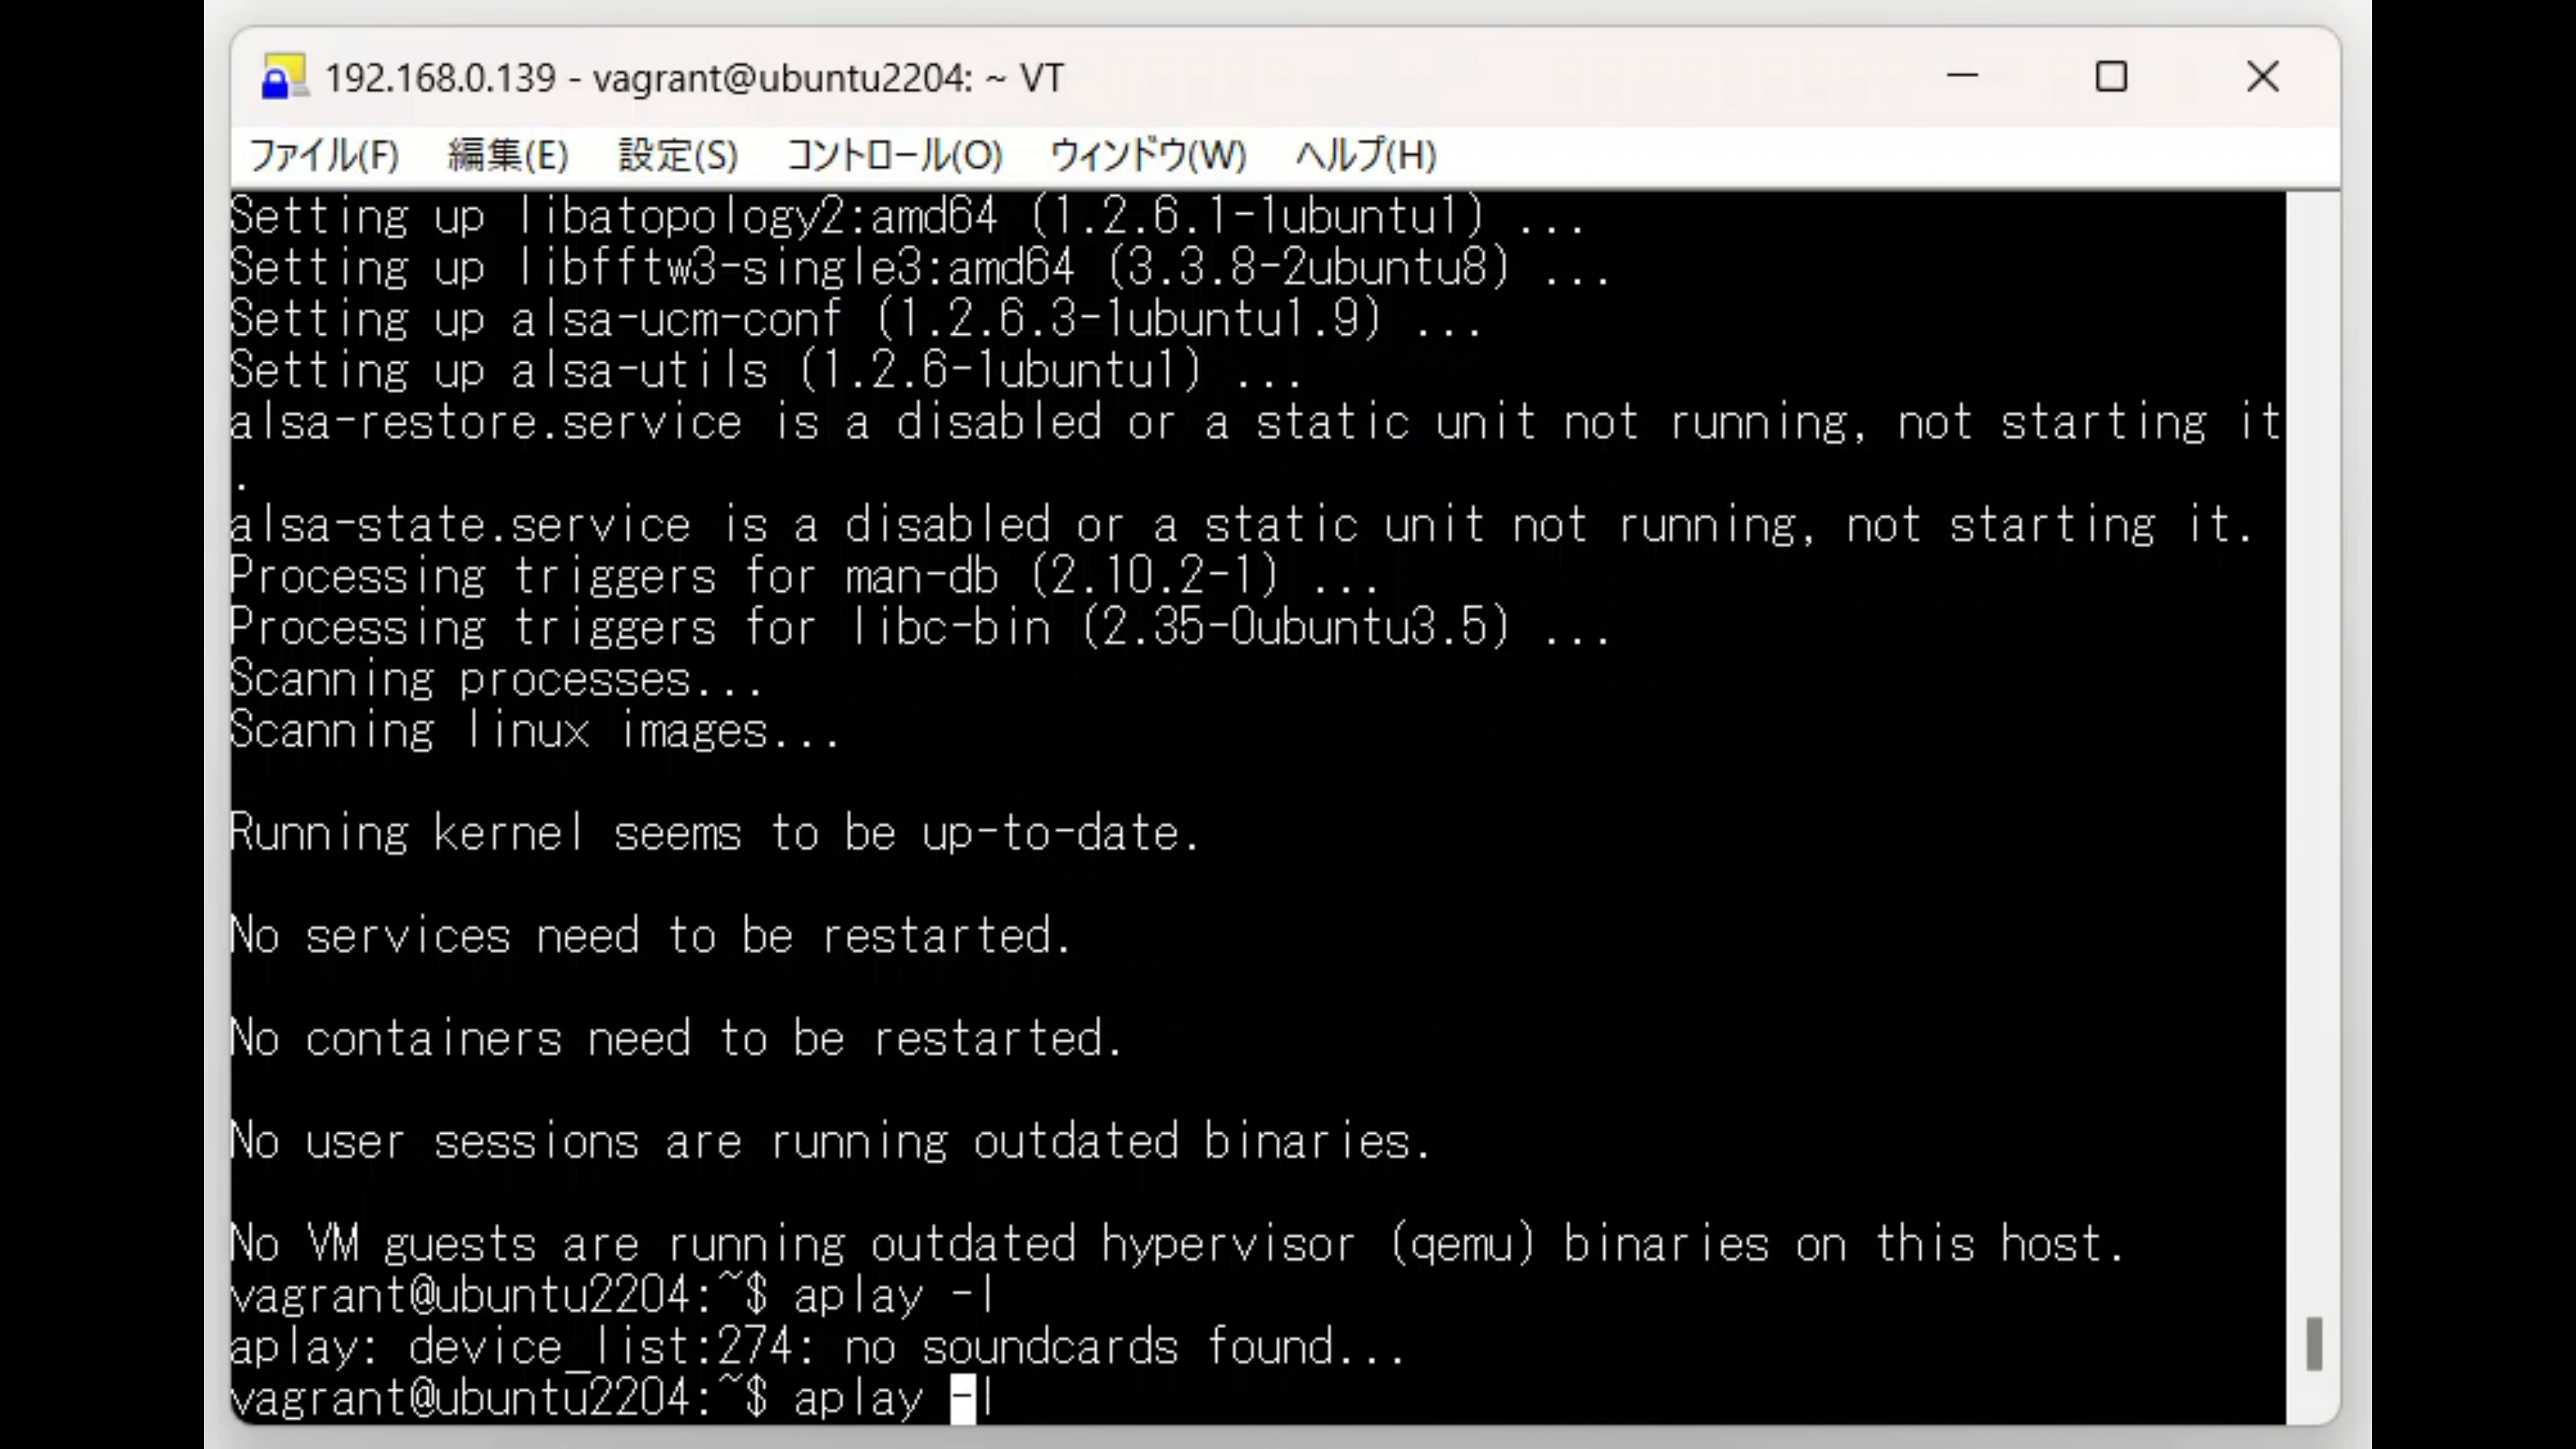 192.168.0.139 - vagrant@ubuntu2204: ~ VT
ファイル(F) 編集(E) 設定(S) コントロール(O) ウィンドウ(W) ヘルプ(H)
Setting up libatopology2:amd64 (1.2.6.1-1ubuntu1) ...
Setting up libfftw3-single3:amd64 (3.3.8-2ubuntu8) ...
Setting up alsa-ucm-conf (1.2.6.3-1ubuntu1.9) ...
Setting up alsa-utils (1.2.6-1ubuntu1) ...
alsa-restore.service is a disabled or a static unit not running, not starting it
.
alsa-state.service is a disabled or a static unit not running, not starting it.
Processing triggers for man-db (2.10.2-1) ...
Processing triggers for libc-bin (2.35-0ubuntu3.5) ...
Scanning processes...
Scanning linux images...
Running kernel seems to be up-to-date.
No services need to be restarted.
No containers need to be restarted.
No user sessions are running outdated binaries.
No VM guests are running outdated hypervisor (qemu) binaries on this host.
vagrant@ubuntu2204:~$ aplay -l
aplay: device_list:274: no soundcards found...
vagrant@ubuntu2204:~$ aplay -l